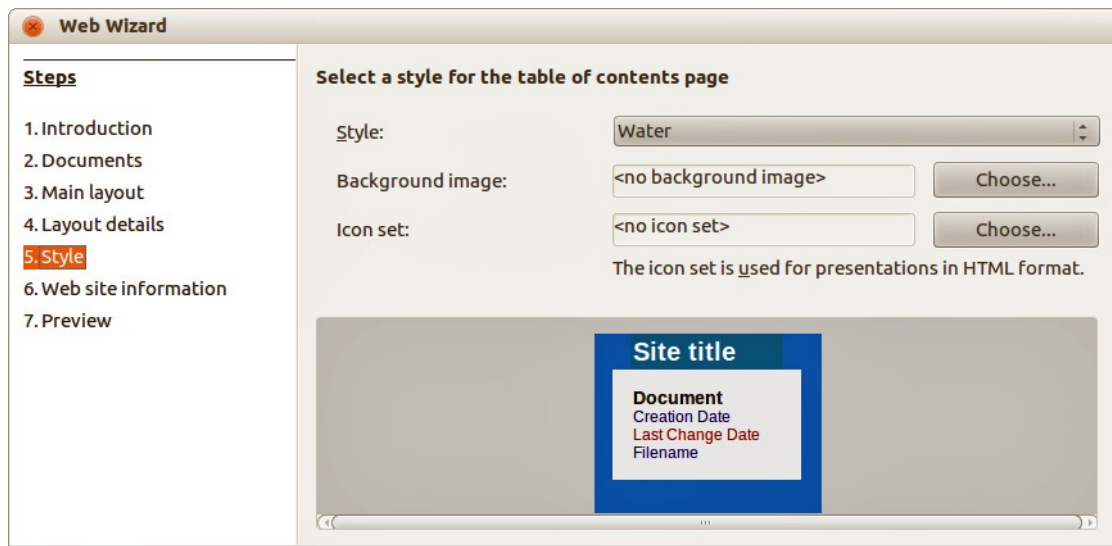 Web Wizard
Steps
1. Introduction
2. Documents
3. Main layout
4. Layout details
5. Style
6. Web site information
7. Preview
Select a style for the table of contents page
Style:
Water
Background image:
<no background image>
Choose...
Icon set:
<no icon set>
Choose...
The icon set is used for presentations in HTML format.
Site title
Document
Creation Date
Last Change Date
Filename